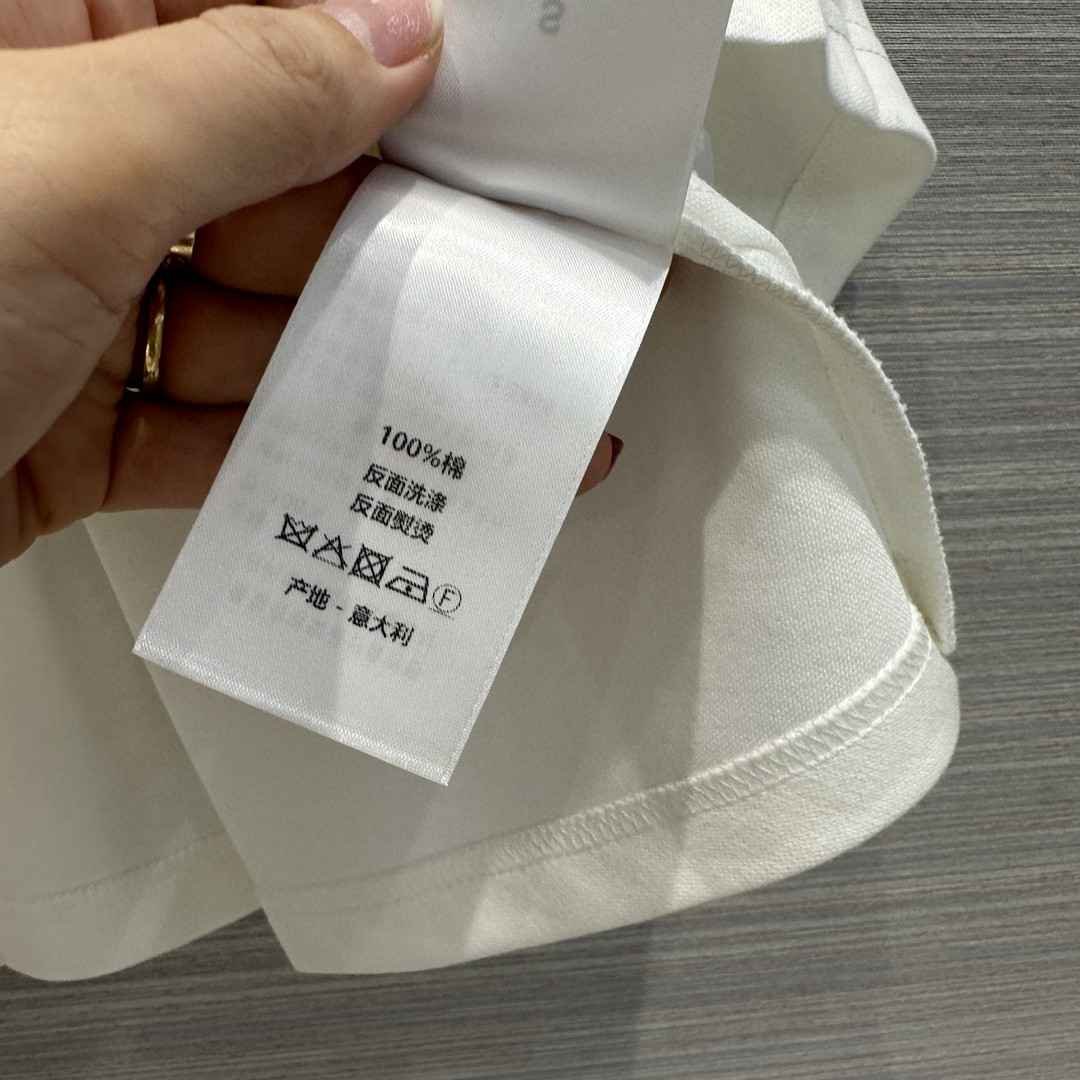 S
100%棉
反面洗涤
反面熨烫
F
产地 - 意大利